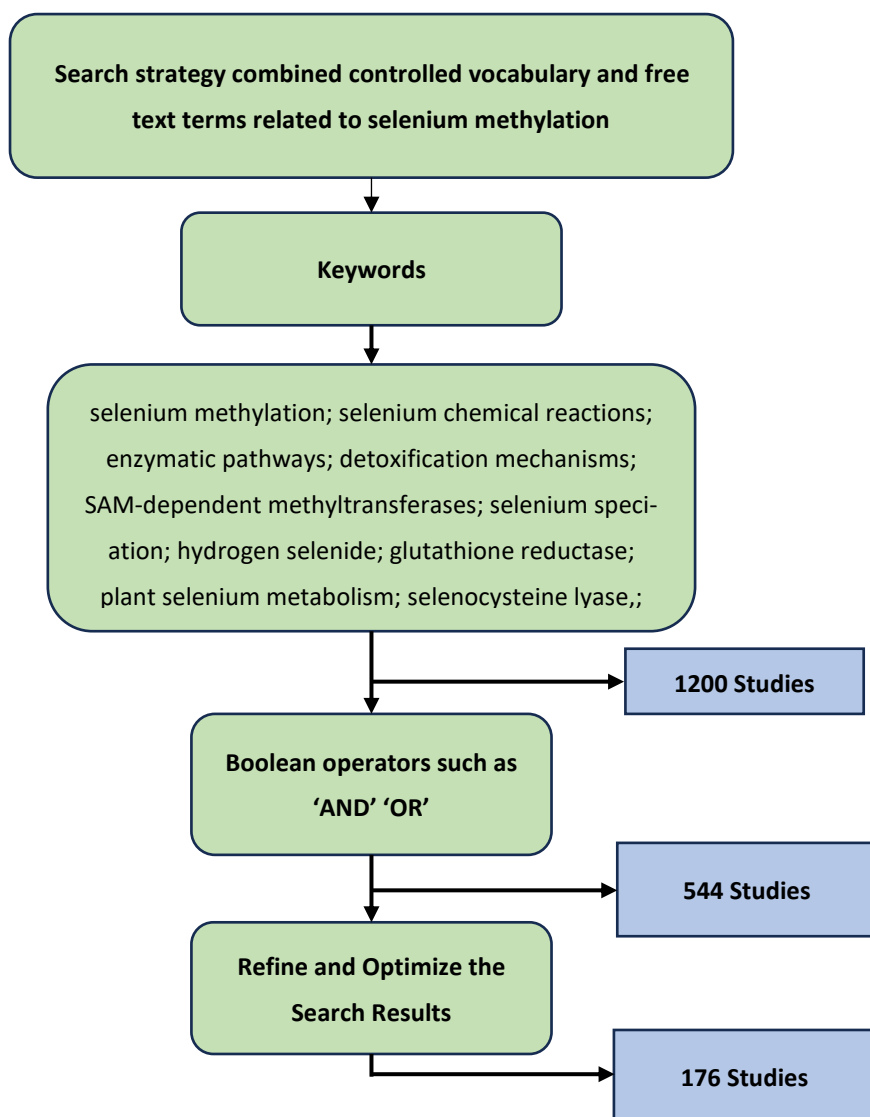 Search strategy combined controlled vocabulary and free
text terms related to selenium methylation
Keywords
selenium methylation; selenium chemical reactions;
enzymatic pathways; detoxification mechanisms;
SAM-dependent methyltransferases; selenium speci-
ation; hydrogen selenide; glutathione reductase;
plant selenium metabolism; selenocysteine lyase,;
1200 Studies
Boolean operators such as
‘AND’ ‘OR’
544 Studies
Refine and Optimize the
Search Results
176 Studies